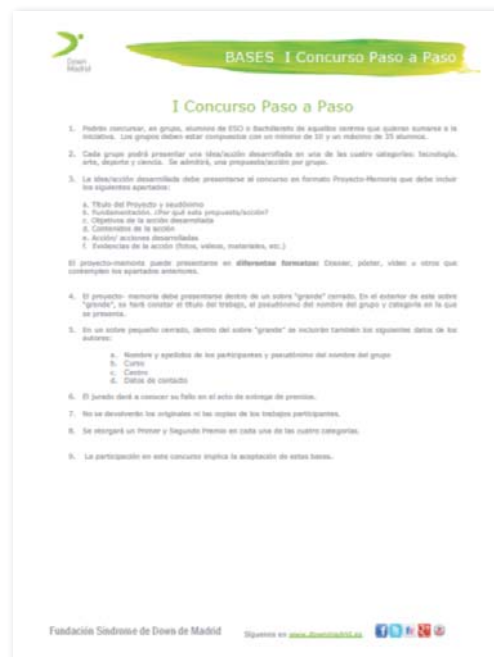 Down
Madrid
BASES I Concurso Paso a Paso
I Concurso Paso a Paso
1. Podrán concursar, en grupo, alumnos de ESO o Bachillerato de aquellos centros que quieran sumarse a la
iniciativa. Los grupos deben estar compuestos con un mínimo de 10 y un máximo de 35 alumnos.
2. Cada grupo podrá presentar una idea/acción desarrollada en una de las cuatro categorías: tecnología,
arte, deporte y ciencia. Se admitirá, una propuesta/acción por grupo.
3. La idea/acción desarrollada debe presentarse al concurso en formato Proyecto-Memoria que debe incluir
los siguientes apartados:
a. Título del Proyecto y seudónimo
b. Fundamentación. ¿Por qué esta propuesta/acción?
c. Objetivos de la acción desarrollada
d. Contenidos de la acción
e. Acción/ acciones desarrolladas
f. Evidencias de la acción (fotos, vídeos, materiales, etc.)
El proyecto-memoria puede presentarse en diferentes formatos: Dossier, póster, vídeo u otros que
contemplen los apartados anteriores.
4. El proyecto- memoria debe presentarse dentro de un sobre "grande" cerrado. En el exterior de este sobre
"grande", se hará constar el título del trabajo, el pseudónimo del nombre del grupo y categoría en la que
se presenta.
5. En un sobre pequeño cerrado, dentro del sobre "grande" se incluirán también los siguientes datos de los
autores:
a. Nombre y apellidos de los participantes y pseudónimo del nombre del grupo
b. Curso
c. Centro
d. Datos de contacto
6. El jurado dará a conocer su fallo en el acto de entrega de premios.
7. No se devolverán los originales ni las copias de los trabajos participantes.
8. Se otorgará un Primer y Segundo Premio en cada una de las cuatro categorías.
9. La participación en este concurso implica la aceptación de estas bases.
Fundación Síndrome de Down de Madrid
Síguenos en www.downmadrid.es